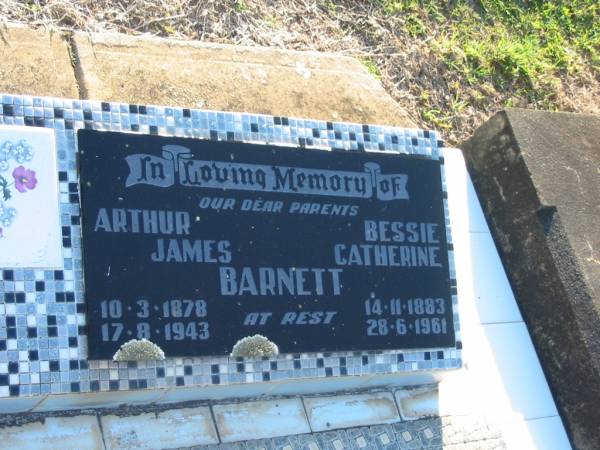 In Loving Memory of
OUR DEAR PARENTS
ARTHUR JAMES
BESSIE CATHERINE
BARNETT
10·3·1878
17·8·1943
14·11·1883
28·6·1961
AT REST